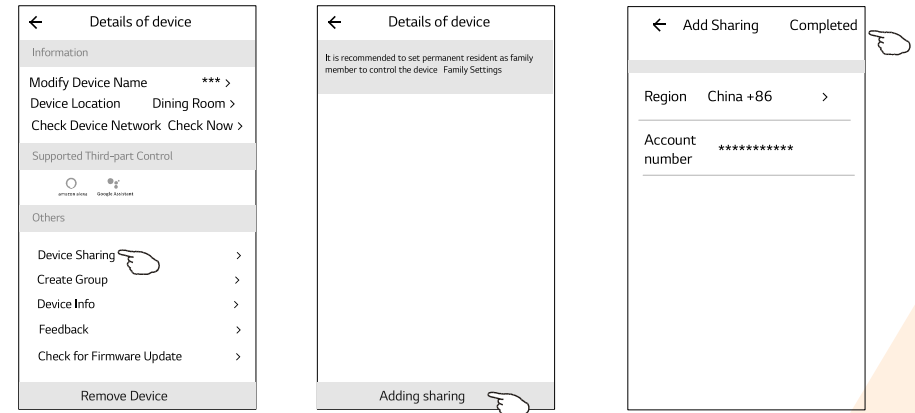 ← Details of device
Information
Modify Device Name *** >
Device Location Dining Room >
Check Device Network Check Now >
Supported Third-part Control
amazon alexa Google Assistant
Others
Device Sharing >
Create Group >
Device Info >
Feedback >
Check for Firmware Update >
Remove Device
← Details of device
It is recommended to set permanent resident as family
member to control the device Family Settings
Adding sharing
← Add Sharing Completed
Region China +86 >
Account
number ***********